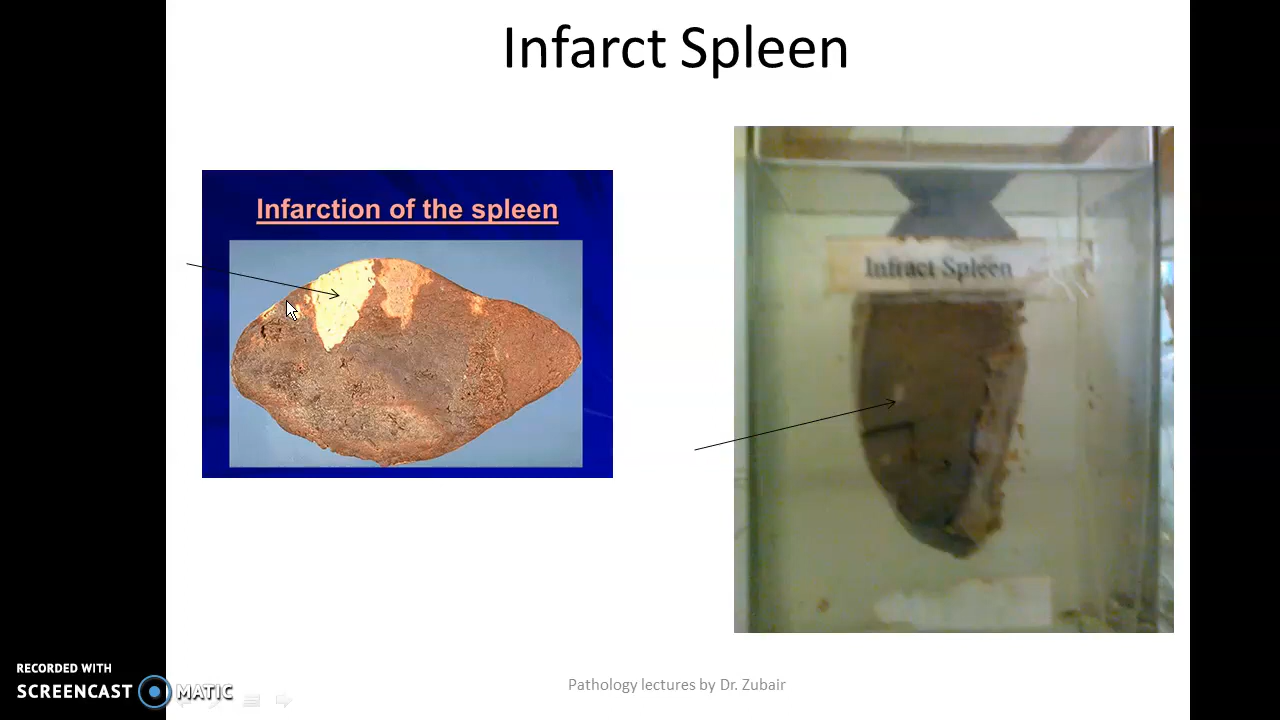 Infarct Spleen
Infarction of the spleen
Infract Spleen
Pathology lectures by Dr. Zubair
RECORDED WITH
SCREENCAST MATIC